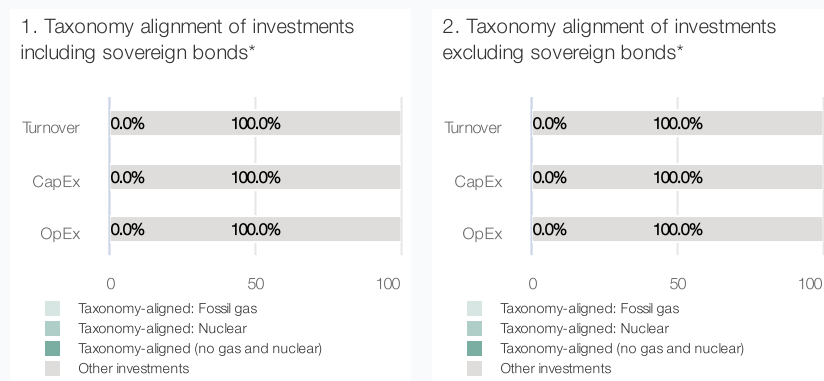 1. Taxonomy alignment of investments
including sovereign bonds*
Turnover 0.0% 100.0%
CapEx 0.0% 100.0%
OpEx 0.0% 100.0%
0 50 100
Taxonomy-aligned: Fossil gas
Taxonomy-aligned: Nuclear
Taxonomy-aligned (no gas and nuclear)
Other investments
2. Taxonomy alignment of investments
excluding sovereign bonds*
Turnover 0.0% 100.0%
CapEx 0.0% 100.0%
OpEx 0.0% 100.0%
0 50 100
Taxonomy-aligned: Fossil gas
Taxonomy-aligned: Nuclear
Taxonomy-aligned (no gas and nuclear)
Other investments